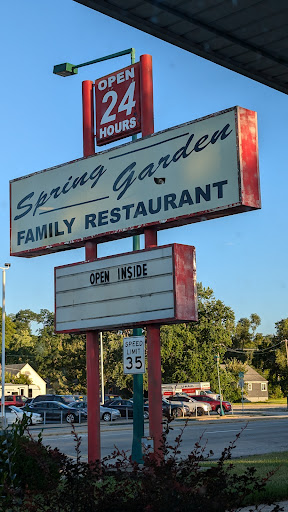 OPEN
24
HOURS
Spring Garden
FAMILY RESTAURANT
OPEN INSIDE
SPEED
LIMIT
35